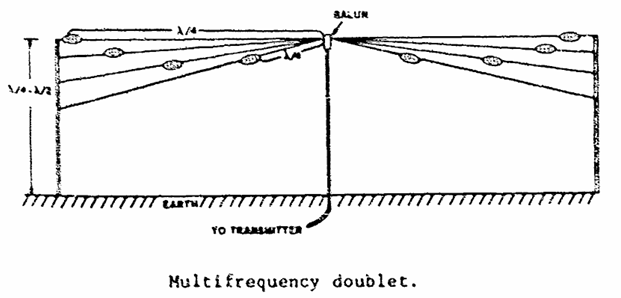 BALUN
λ/4
λ/4
λ/4-λ/2
EARTH
TO TRANSMITTER
Multifrequency doublet.